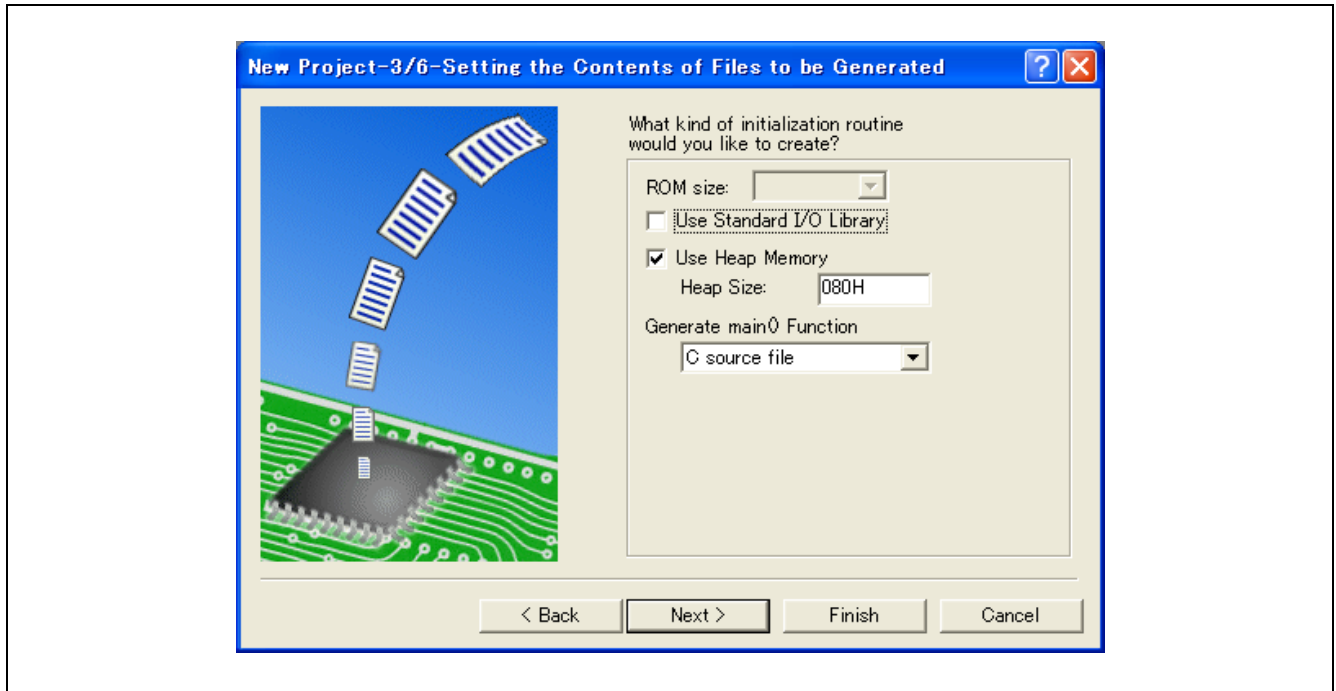 New Project-3/6-Setting the Contents of Files to be Generated
What kind of initialization routine
would you like to create?
ROM size:
Use Standard I/O Library
Use Heap Memory
Heap Size: 080H
Generate main() Function
C source file
< Back Next > Finish Cancel